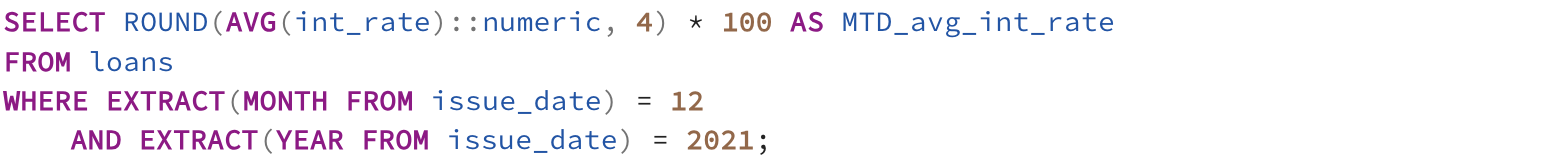 SELECT ROUND(AVG(int_rate)::numeric, 4) * 100 AS MTD_avg_int_rate
FROM loans
WHERE EXTRACT(MONTH FROM issue_date) = 12
    AND EXTRACT(YEAR FROM issue_date) = 2021;